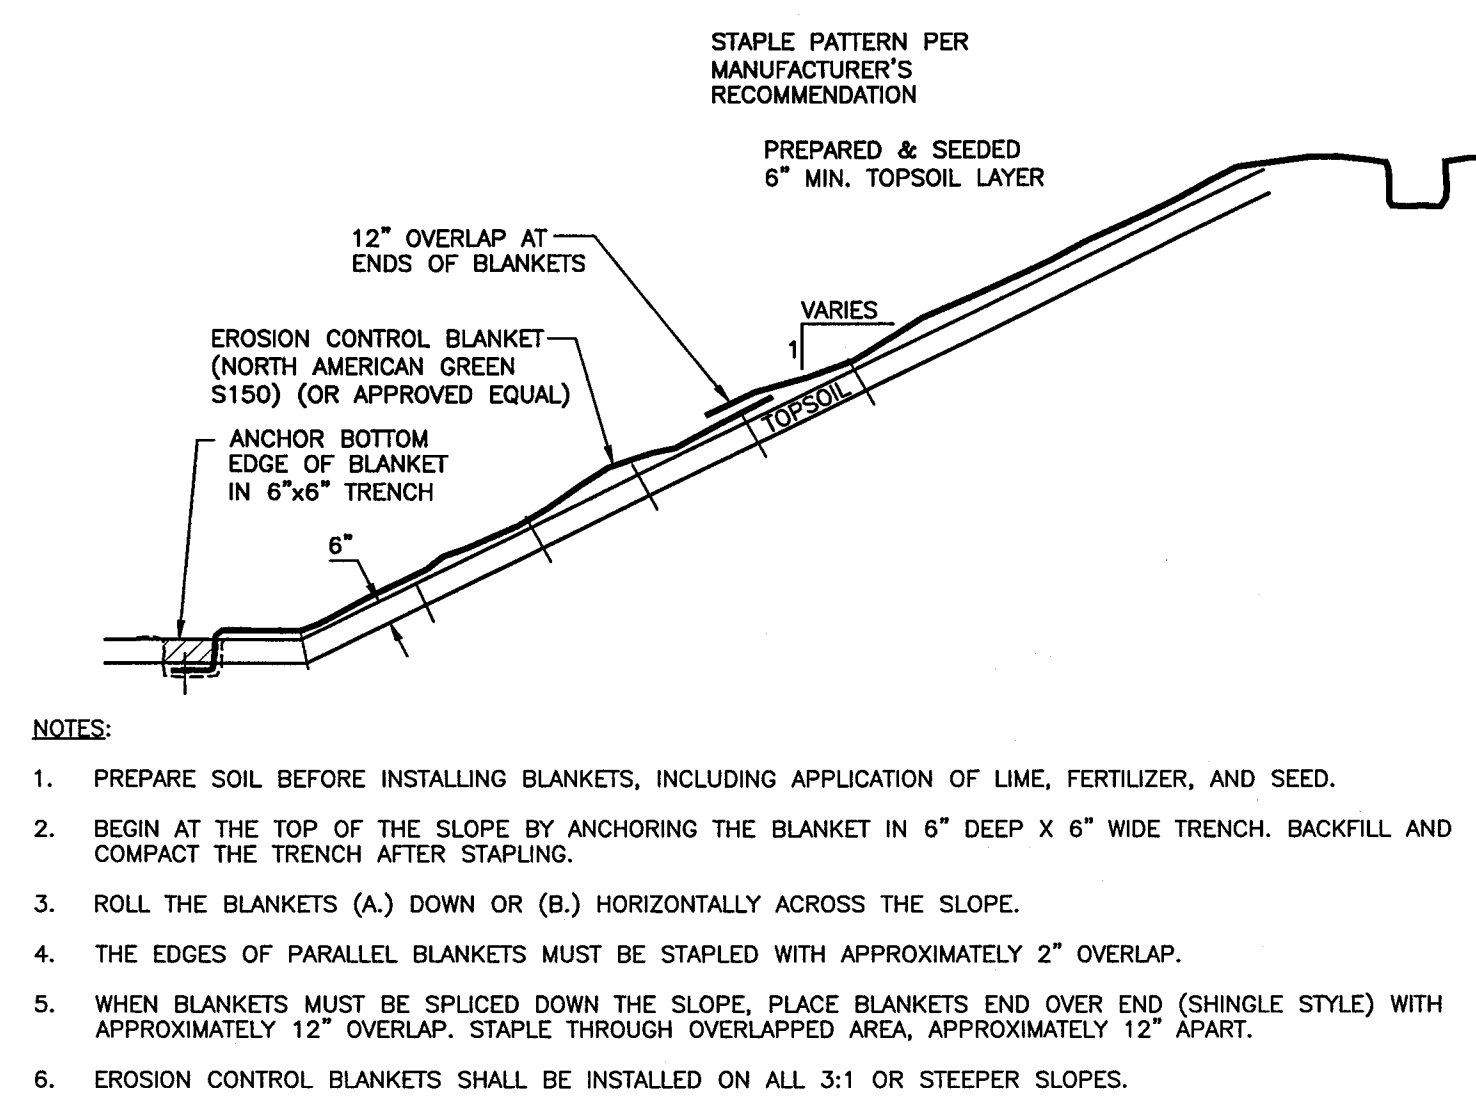 STAPLE PATTERN PER
MANUFACTURER'S
RECOMMENDATION
PREPARED & SEEDED
6" MIN. TOPSOIL LAYER
12" OVERLAP AT
ENDS OF BLANKETS
VARIES
1
EROSION CONTROL BLANKET
(NORTH AMERICAN GREEN
S150) (OR APPROVED EQUAL)
TOPSOIL
ANCHOR BOTTOM
EDGE OF BLANKET
IN 6"x6" TRENCH
6"
NOTES:
1. PREPARE SOIL BEFORE INSTALLING BLANKETS, INCLUDING APPLICATION OF LIME, FERTILIZER, AND SEED.
2. BEGIN AT THE TOP OF THE SLOPE BY ANCHORING THE BLANKET IN 6" DEEP X 6" WIDE TRENCH. BACKFILL AND
COMPACT THE TRENCH AFTER STAPLING.
3. ROLL THE BLANKETS (A.) DOWN OR (B.) HORIZONTALLY ACROSS THE SLOPE.
4. THE EDGES OF PARALLEL BLANKETS MUST BE STAPLED WITH APPROXIMATELY 2" OVERLAP.
5. WHEN BLANKETS MUST BE SPLICED DOWN THE SLOPE, PLACE BLANKETS END OVER END (SHINGLE STYLE) WITH
APPROXIMATELY 12" OVERLAP. STAPLE THROUGH OVERLAPPED AREA, APPROXIMATELY 12" APART.
6. EROSION CONTROL BLANKETS SHALL BE INSTALLED ON ALL 3:1 OR STEEPER SLOPES.